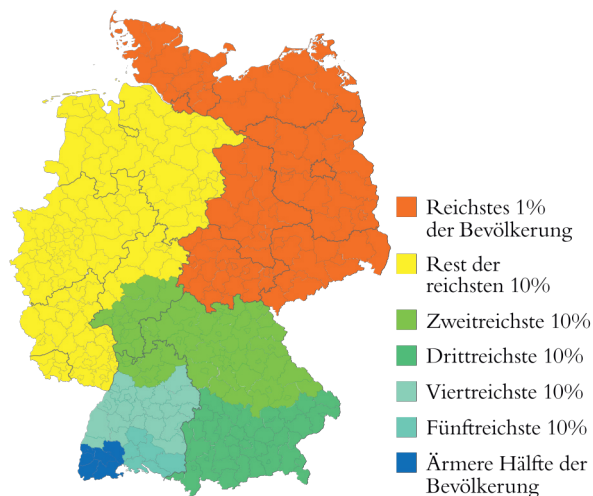 Reichstes 1%
der Bevölkerung
Rest der
reichsten 10%
Zweitreichste 10%
Drittreichste 10%
Viertreichste 10%
Fünftreichste 10%
Ärmere Hälfte der
Bevölkerung